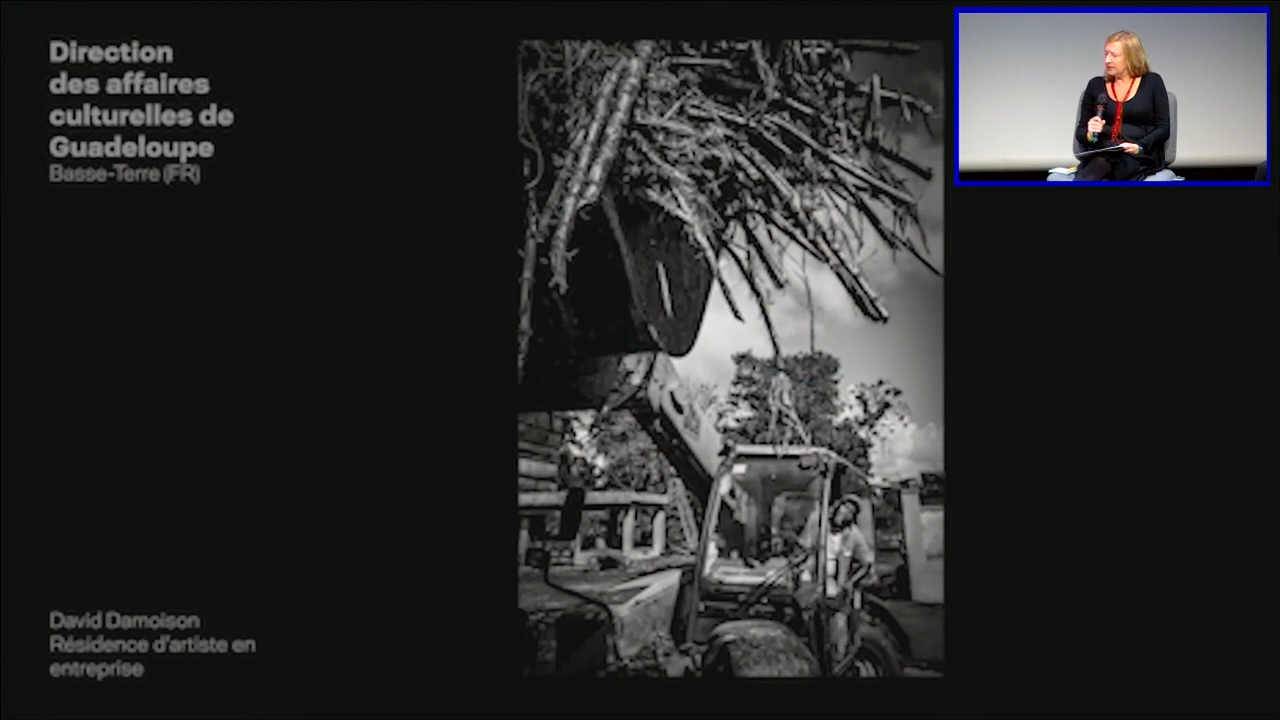 Direction
des affaires
culturelles de
Guadeloupe
Basse-Terre (FR)
David Damoison
Résidence d'artiste en
entreprise